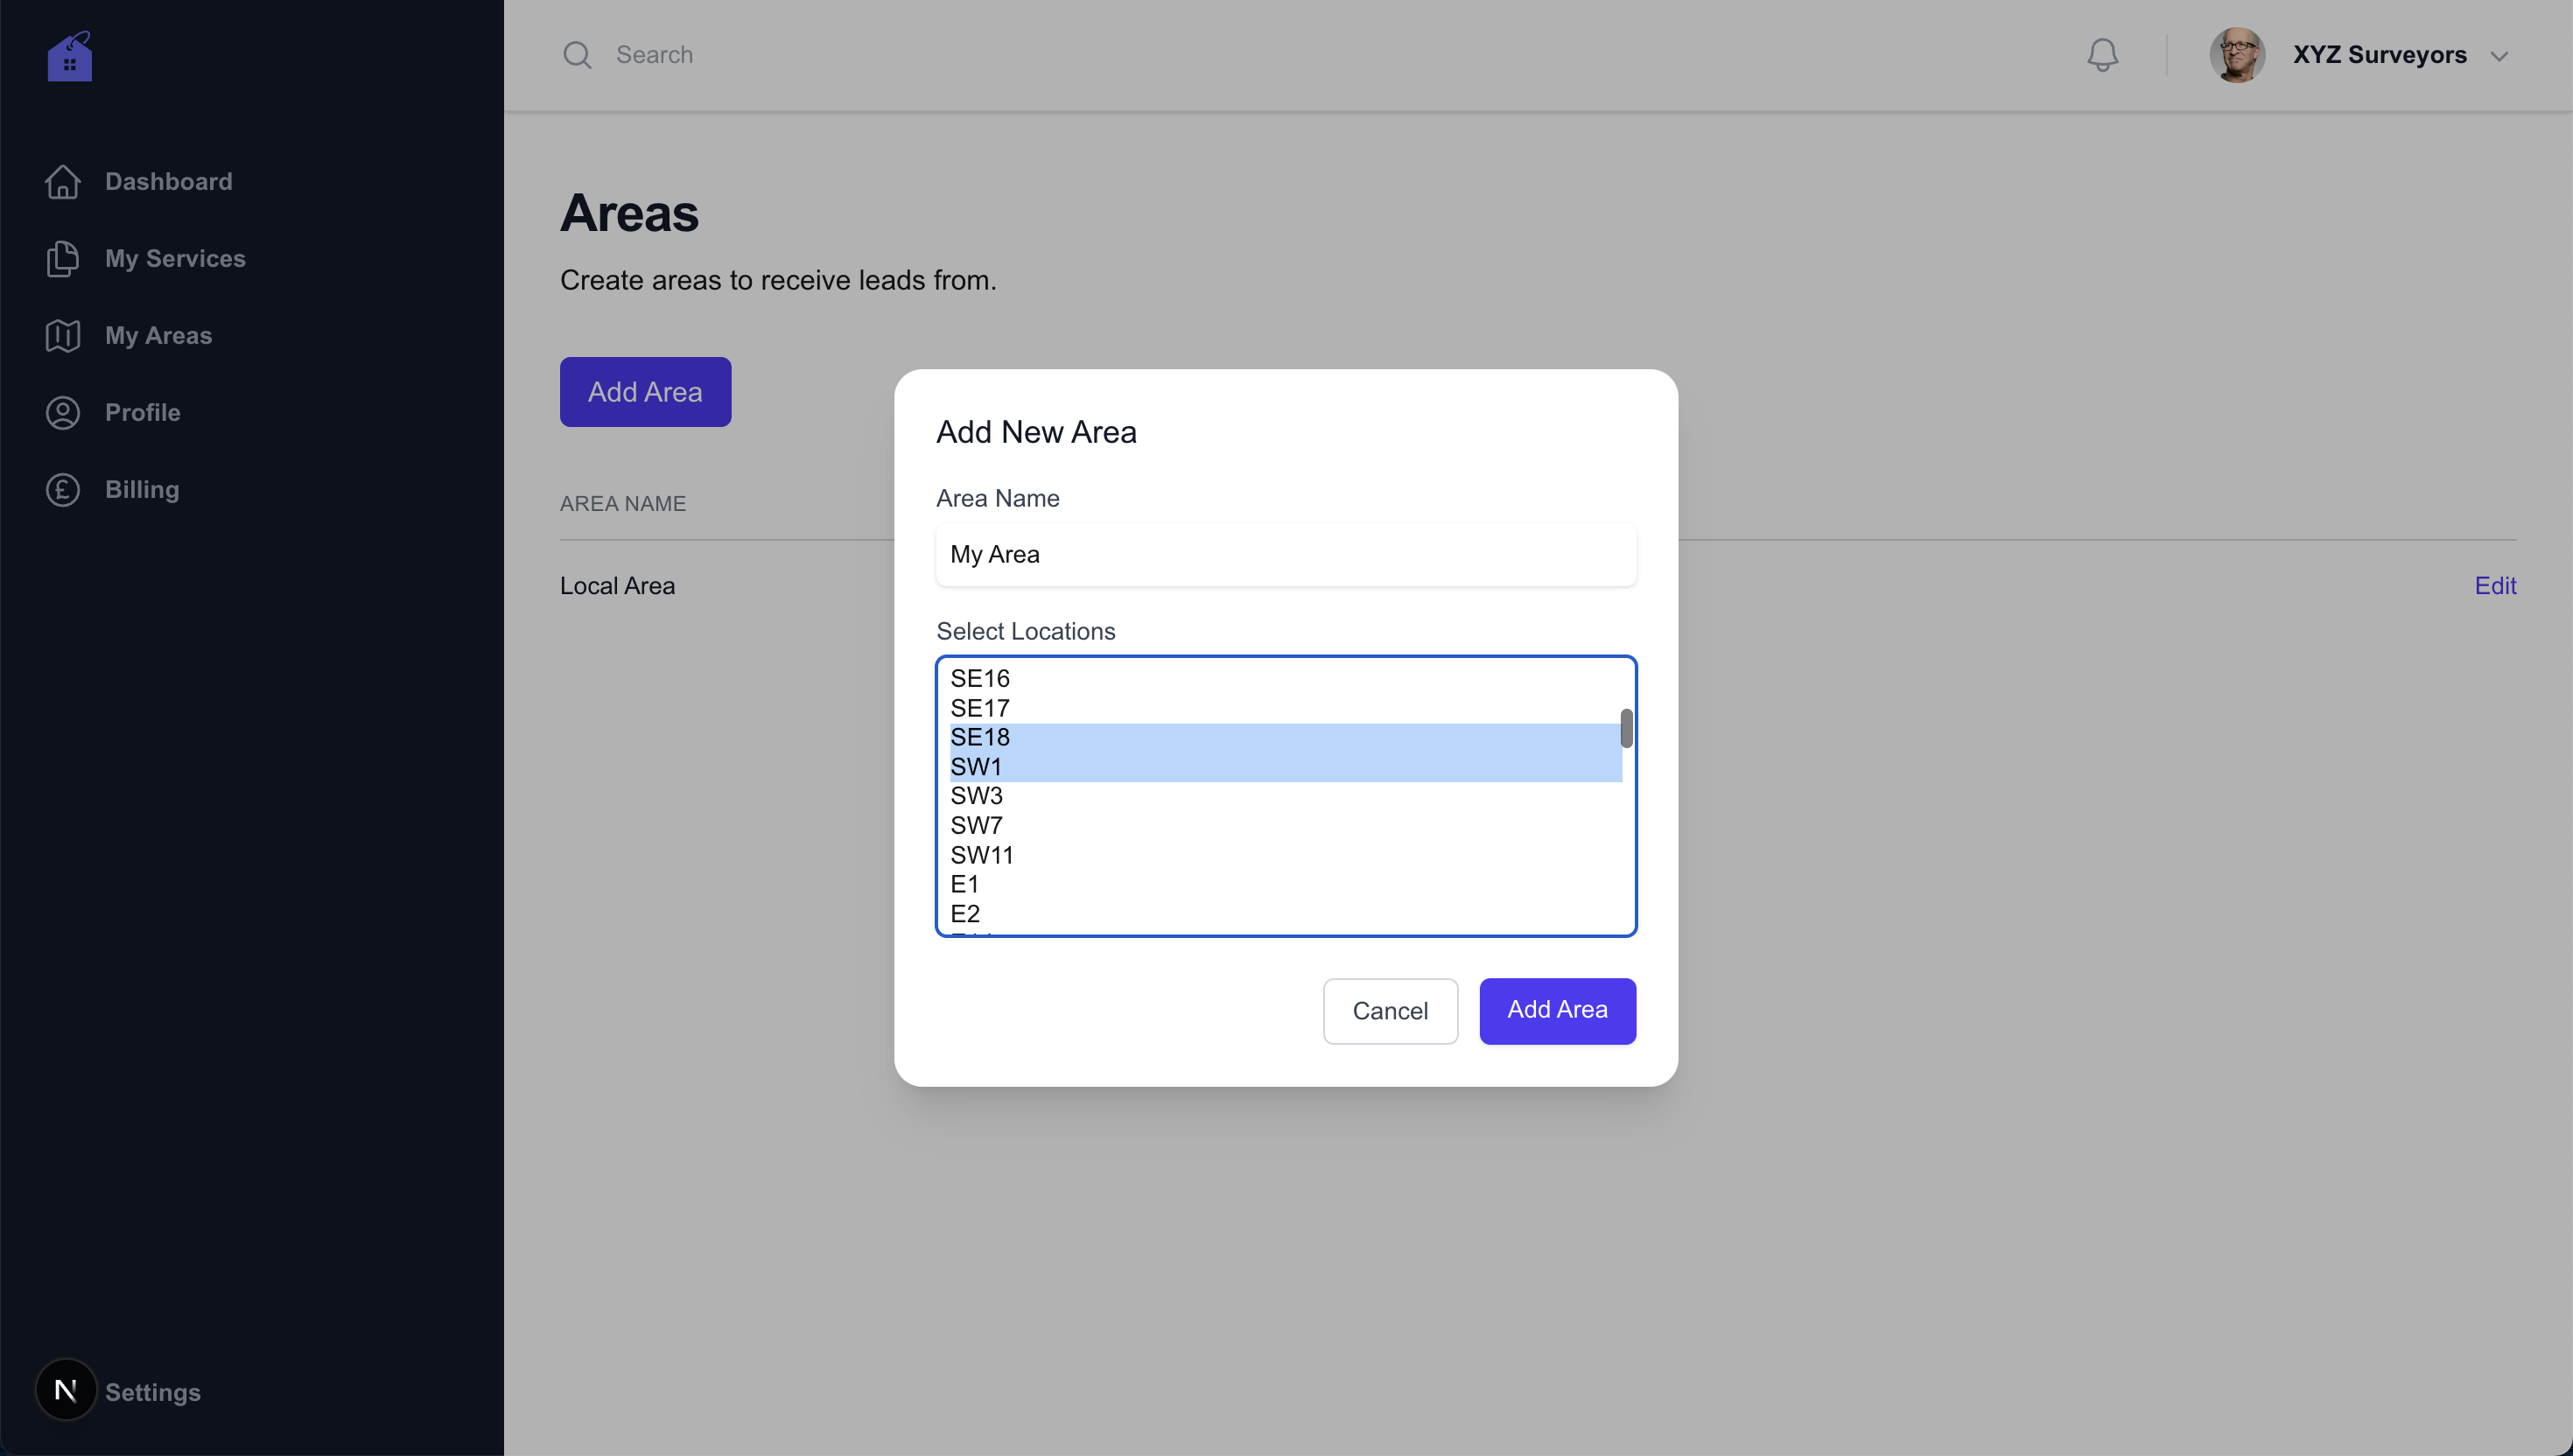 Search
XYZ Surveyors
Dashboard
My Services
My Areas
Profile
Billing
Settings
N
Areas
Create areas to receive leads from.
Add Area
AREA NAME
Local Area
Edit
Add New Area
Area Name
My Area
Select Locations
SE16
SE17
SE18
SW1
SW3
SW7
SW11
E1
E2
Cancel
Add Area